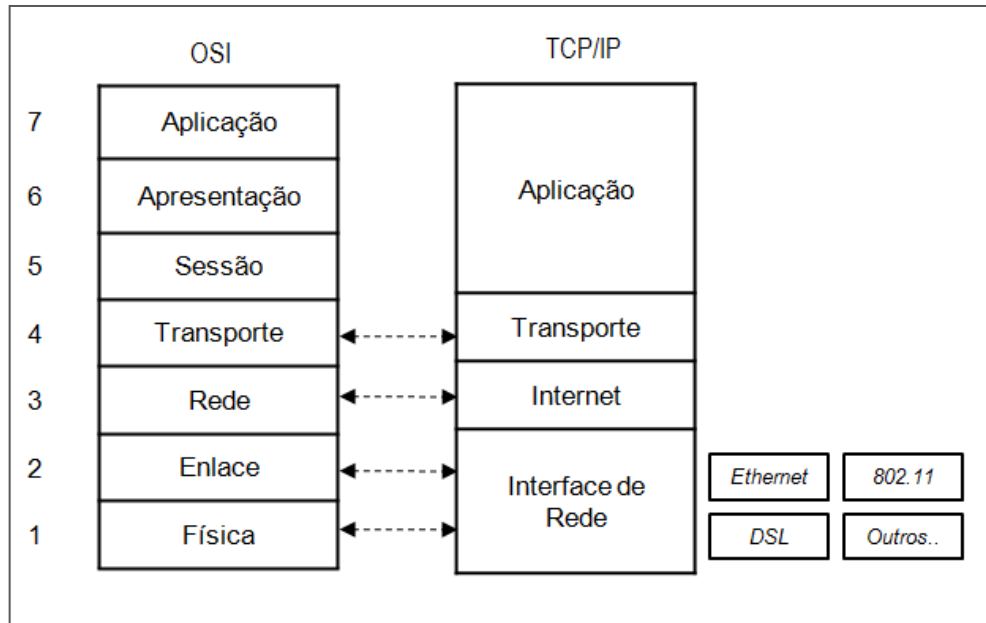 OSI
TCP/IP
7
Aplicação
6
Apresentação
Aplicação
5
Sessão
4
Transporte
Transporte
3
Rede
Internet
2
Enlace
Interface de
Rede
Ethernet
802.11
1
Física
DSL
Outros..